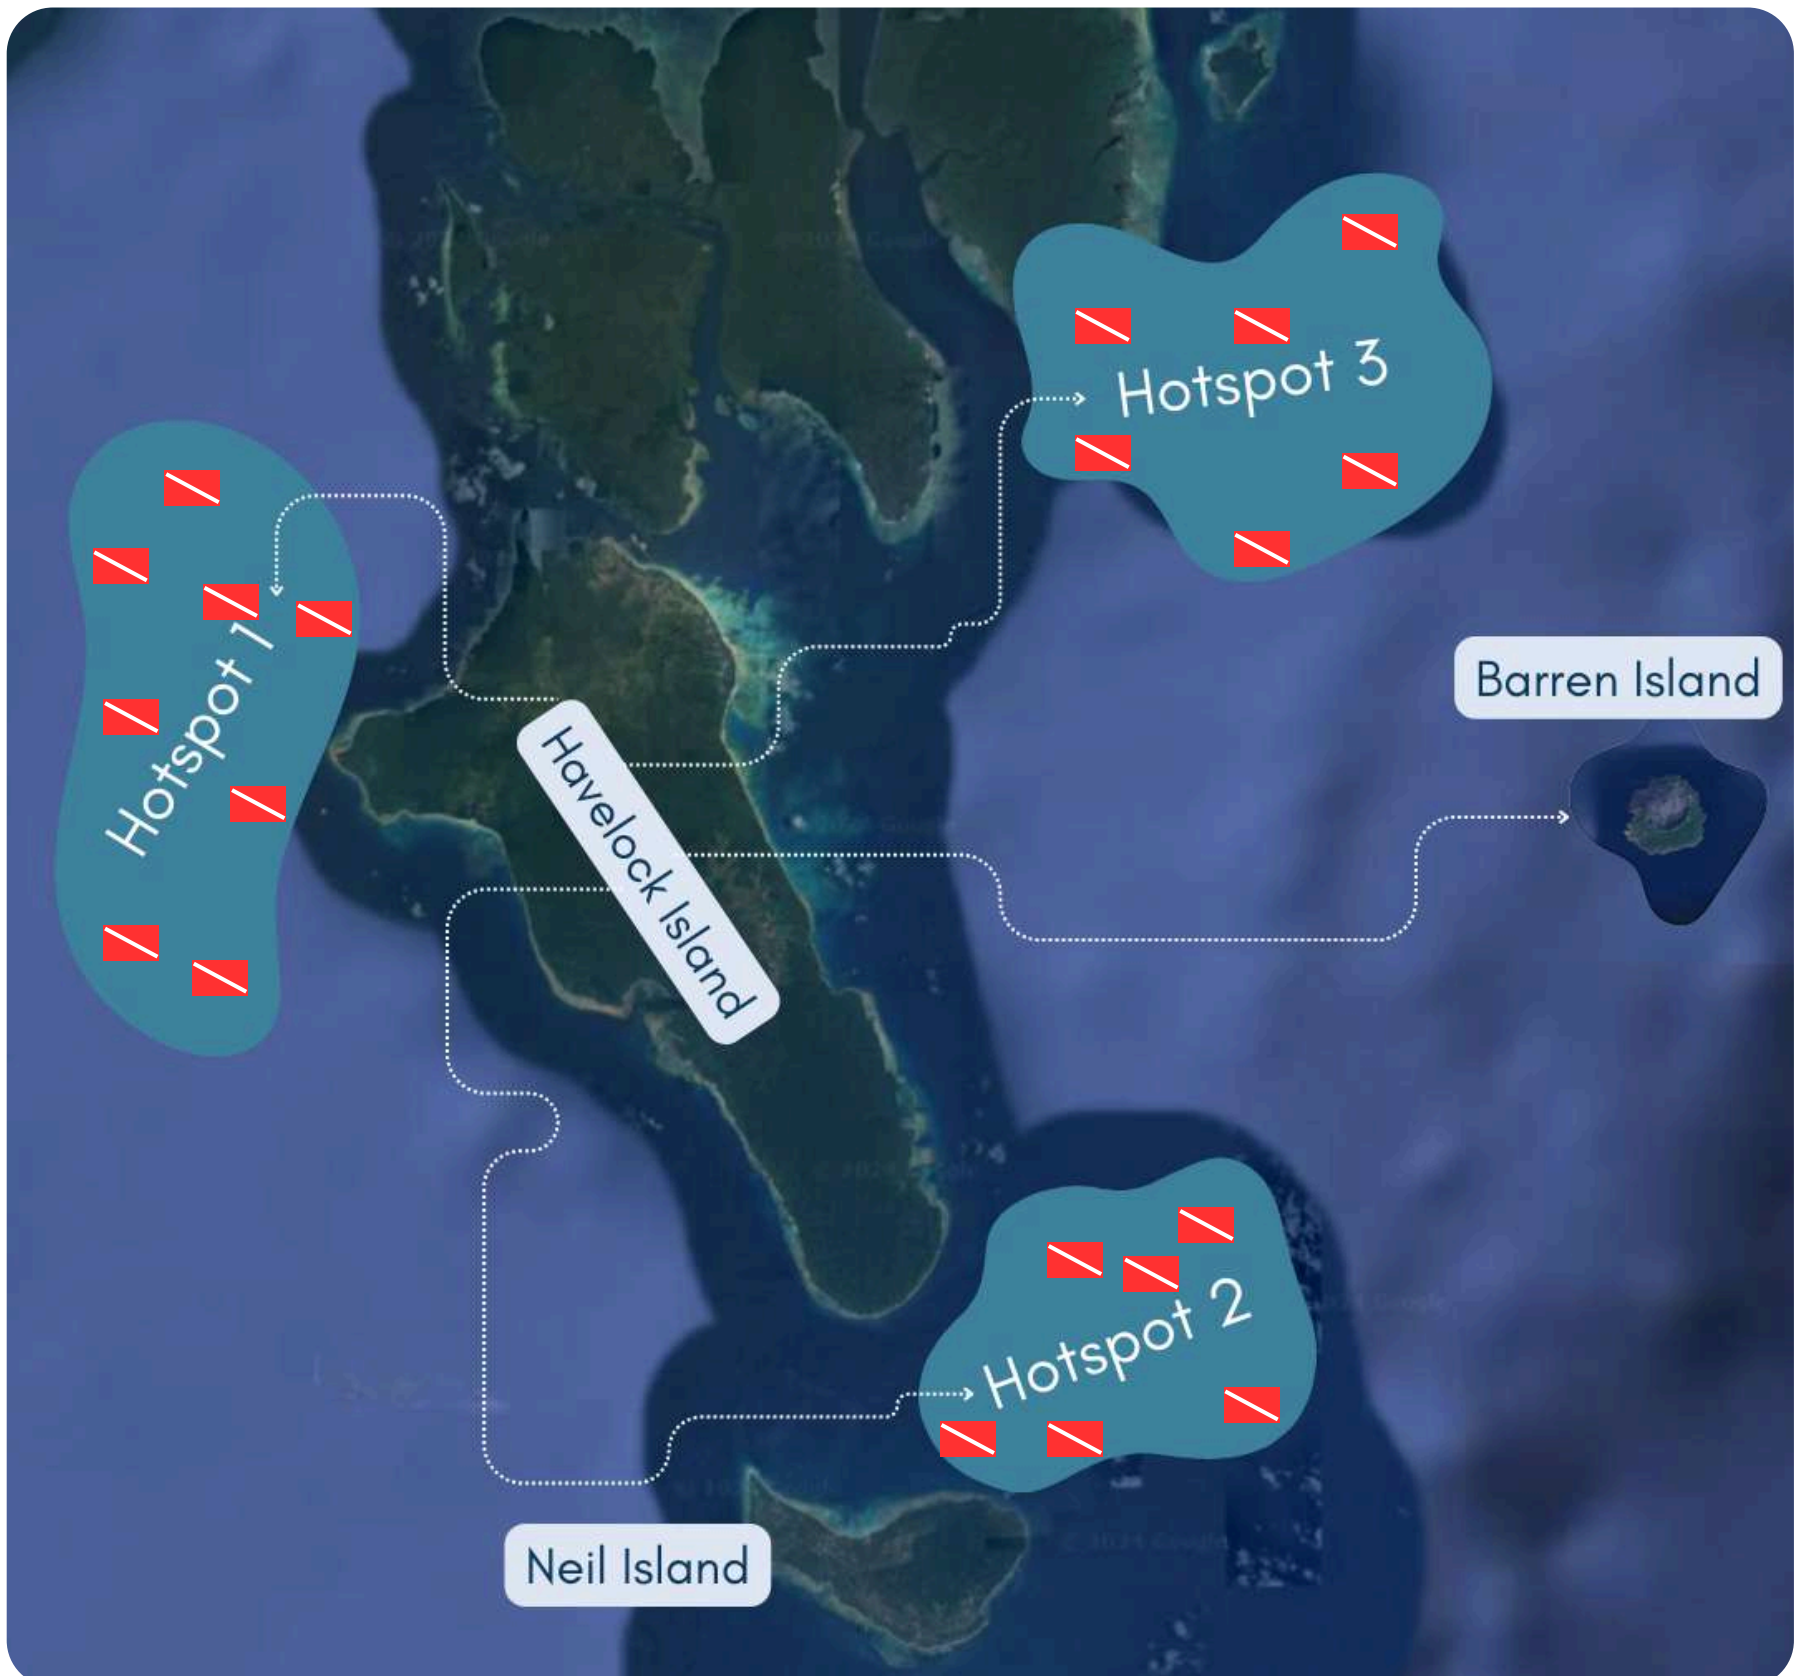 Hotspot 3
Hotspot 1
Barren Island
Havelock Island
Hotspot 2
Neil Island